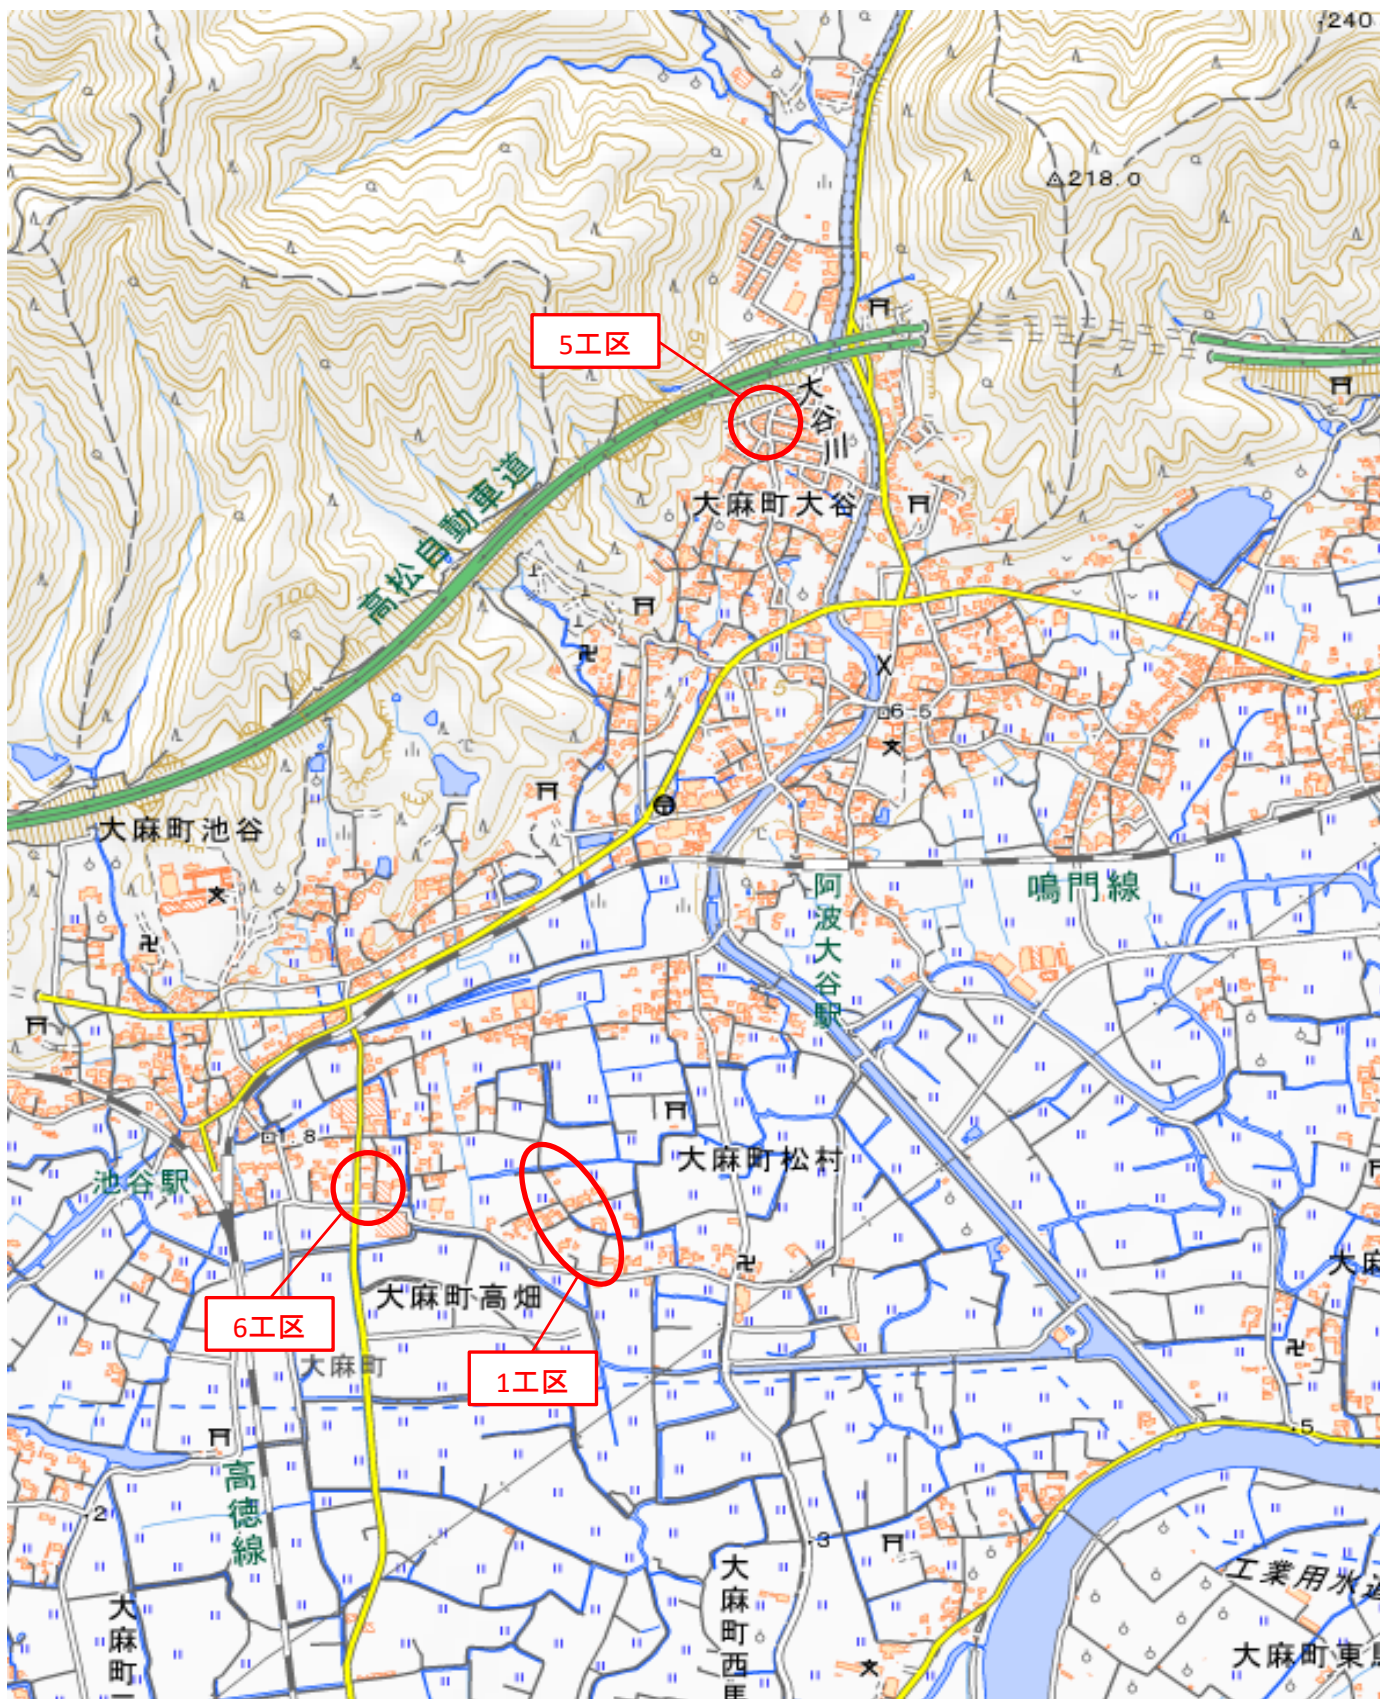 240
218.0
5工区
大谷川
大麻町大谷
高松自動車道
100
6.5
大麻町池谷
阿波大谷駅
鳴門線
大麻町松村
池谷駅
大麻町高畑
6工区
大麻町
1工区
5
高徳線
2
3
工業用水道
大麻町
大麻町西馬
大麻町東馬